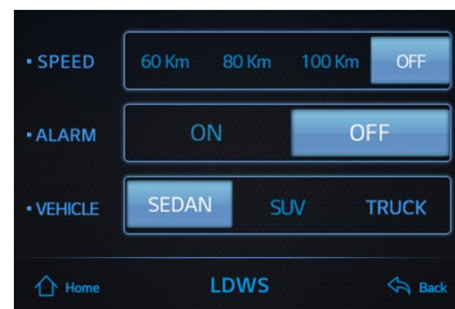 ▪ SPEED 60 Km 80 Km 100 Km OFF
▪ ALARM ON OFF
▪ VEHICLE SEDAN SUV TRUCK
Home LDWS Back